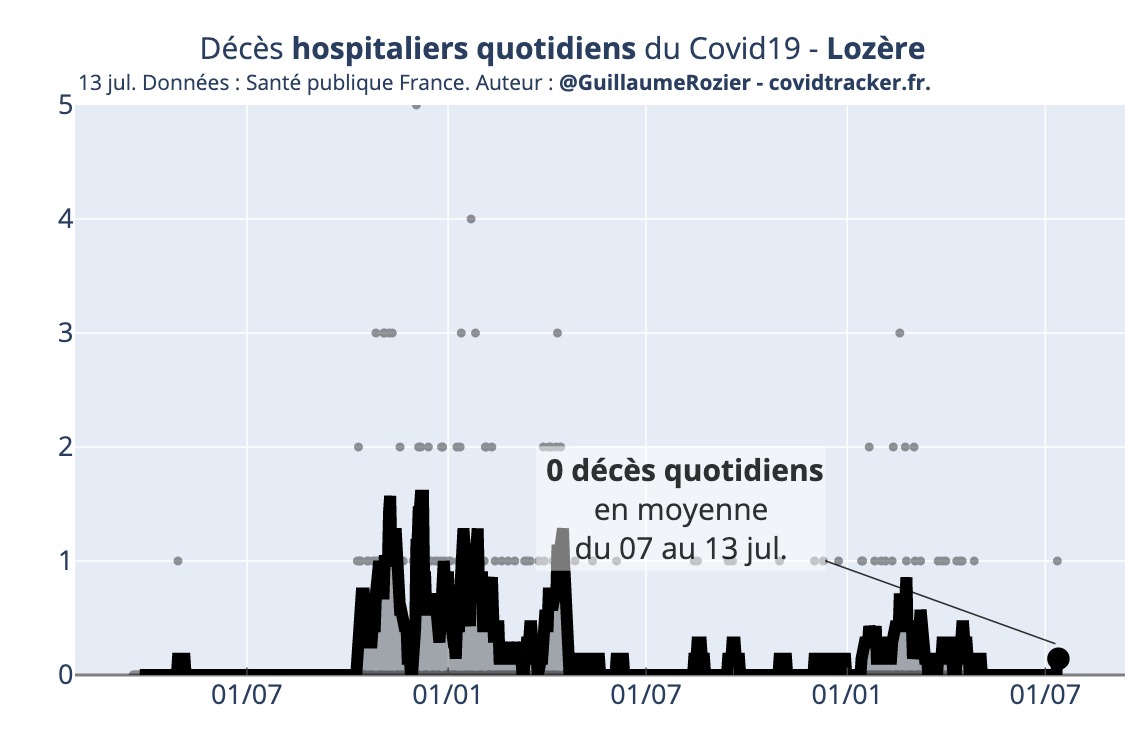 Décès hospitaliers quotidiens du Covid19 - Lozère
13 jul. Données : Santé publique France. Auteur : @GuillaumeRozier - covidtracker.fr.
5
4
3
2
0 décès quotidiens
en moyenne
du 07 au 13 jul.
1
0
01/07
01/01
01/07
01/01
01/07